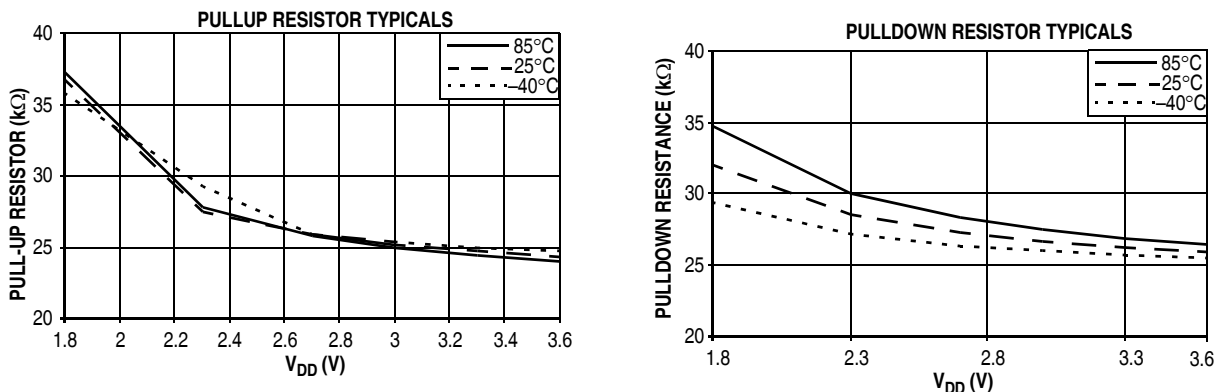 PULLUP RESISTOR TYPICALS
PULL-UP RESISTOR (kΩ)
40
35
30
25
20
85°C
25°C
–40°C
1.8 2 2.2 2.4 2.6 2.8 3 3.2 3.4 3.6
VDD (V)
PULLDOWN RESISTOR TYPICALS
PULLDOWN RESISTANCE (kΩ)
40
35
30
25
20
85°C
25°C
–40°C
1.8 2.3 2.8 3.3 3.6
VDD (V)